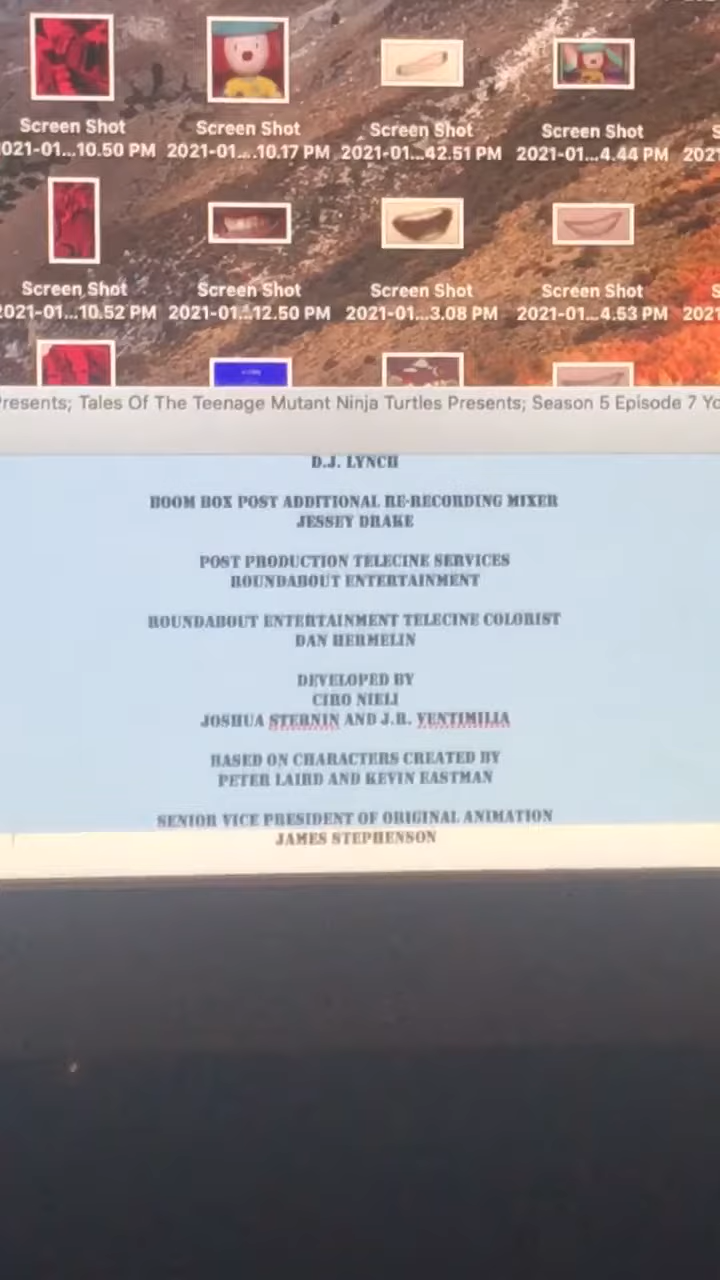 Screen Shot Screen Shot Screen Shot Screen Shot S
021-01...10.50 PM 2021-01....10.17 PM 2021-01...42.51 PM 2021-01...4.44 PM 202
Screen Shot Screen Shot Screen Shot Screen Shot S
2021-01...10.52 PM 2021-01...12.50 PM 2021-01...3.08 PM 2021-01...4.53 PM 202
resents; Tales Of The Teenage Mutant Ninja Turtles Presents; Season 5 Episode 7 Yo
D.J. LYNCH
BOOM BOX POST ADDITIONAL RE-RECORDING MIXER
JESSEY DRAKE
POST PRODUCTION TELECINE SERVICES
ROUNDABOUT ENTERTAINMENT
ROUNDABOUT ENTERTAINMENT TELECINE COLORIST
DAN HERMELIN
DEVELOPED BY
CIRO NIELI
JOSHUA STERNIN AND J.R. VENTIMILIA
BASED ON CHARACTERS CREATED BY
PETER LAIRD AND KEVIN EASTMAN
SENIOR VICE PRESIDENT OF ORIGINAL ANIMATION
JAMES STEPHENSON